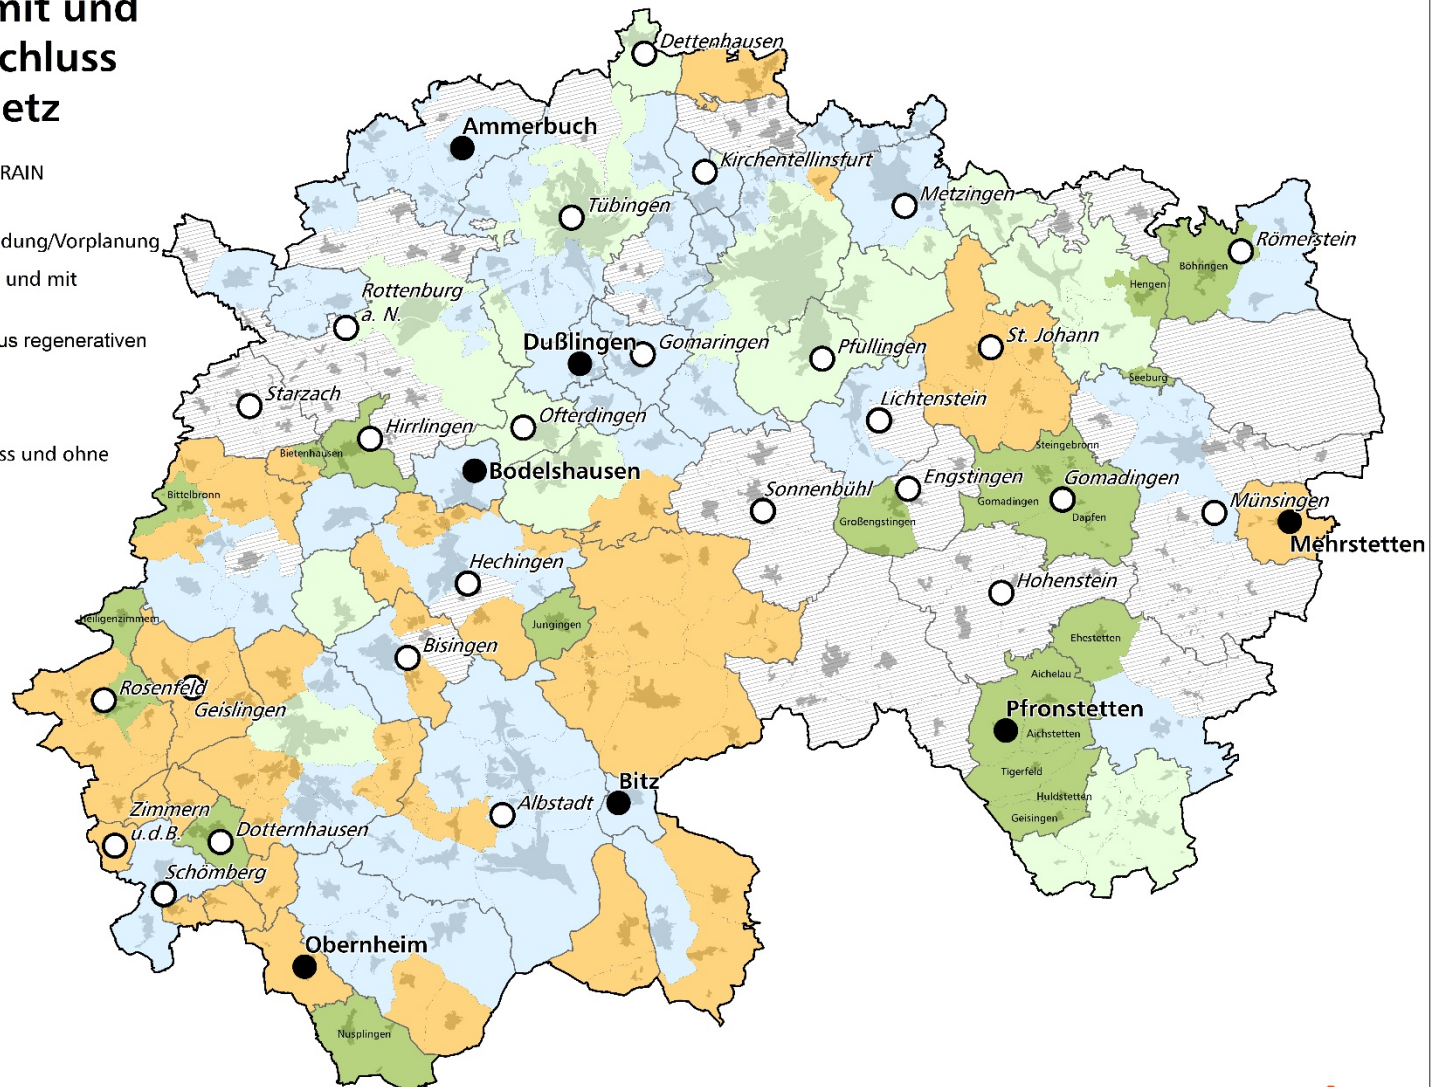 mit und
chluss
etz
RAIN
dung/Vorplanung
und mit
us regenerativen
ss und ohne
Dettenhausen
Ammerbuch
Kirchentellinsfurt
Metzingen
Tübingen
Römerstein
Böhringen
Hengen
Rottenburg
a. N.
Dußlingen
Gomaringen
Pfullingen
St. Johann
Seeburg
Starzach
Lichtenstein
Ofterdingen
Hirrlingen
Bietenhausen
Steingebronn
Bodelshausen
Sonnenbühl
Engstingen
Gomadingen
Bittelbronn
Großengstingen
Gomadingen
Dapfen
Münsingen
Mehrstetten
Hechingen
Hohenstein
Heiligenzimmern
Jungingen
Ehestetten
Bisingen
Aichelau
Rosenfeld
Geislingen
Pfronstetten
Aichstetten
Tigerfeld
Bitz
Huldstetten
Zimmern
u.d.B.
Albstadt
Geisingen
Dotternhausen
Schömberg
Obernheim
Nusplingen